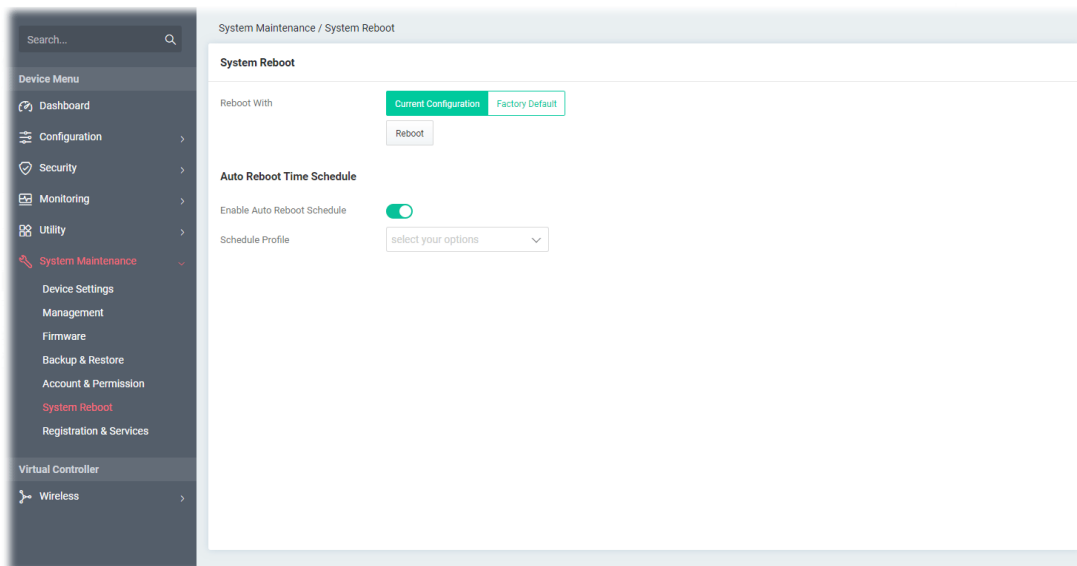 Search...
Device Menu
Dashboard
Configuration
Security
Monitoring
Utility
System Maintenance
Device Settings
Management
Firmware
Backup & Restore
Account & Permission
System Reboot
Registration & Services
Virtual Controller
Wireless
System Maintenance / System Reboot
System Reboot
Reboot With
Current Configuration Factory Default
Reboot
Auto Reboot Time Schedule
Enable Auto Reboot Schedule
Schedule Profile
select your options